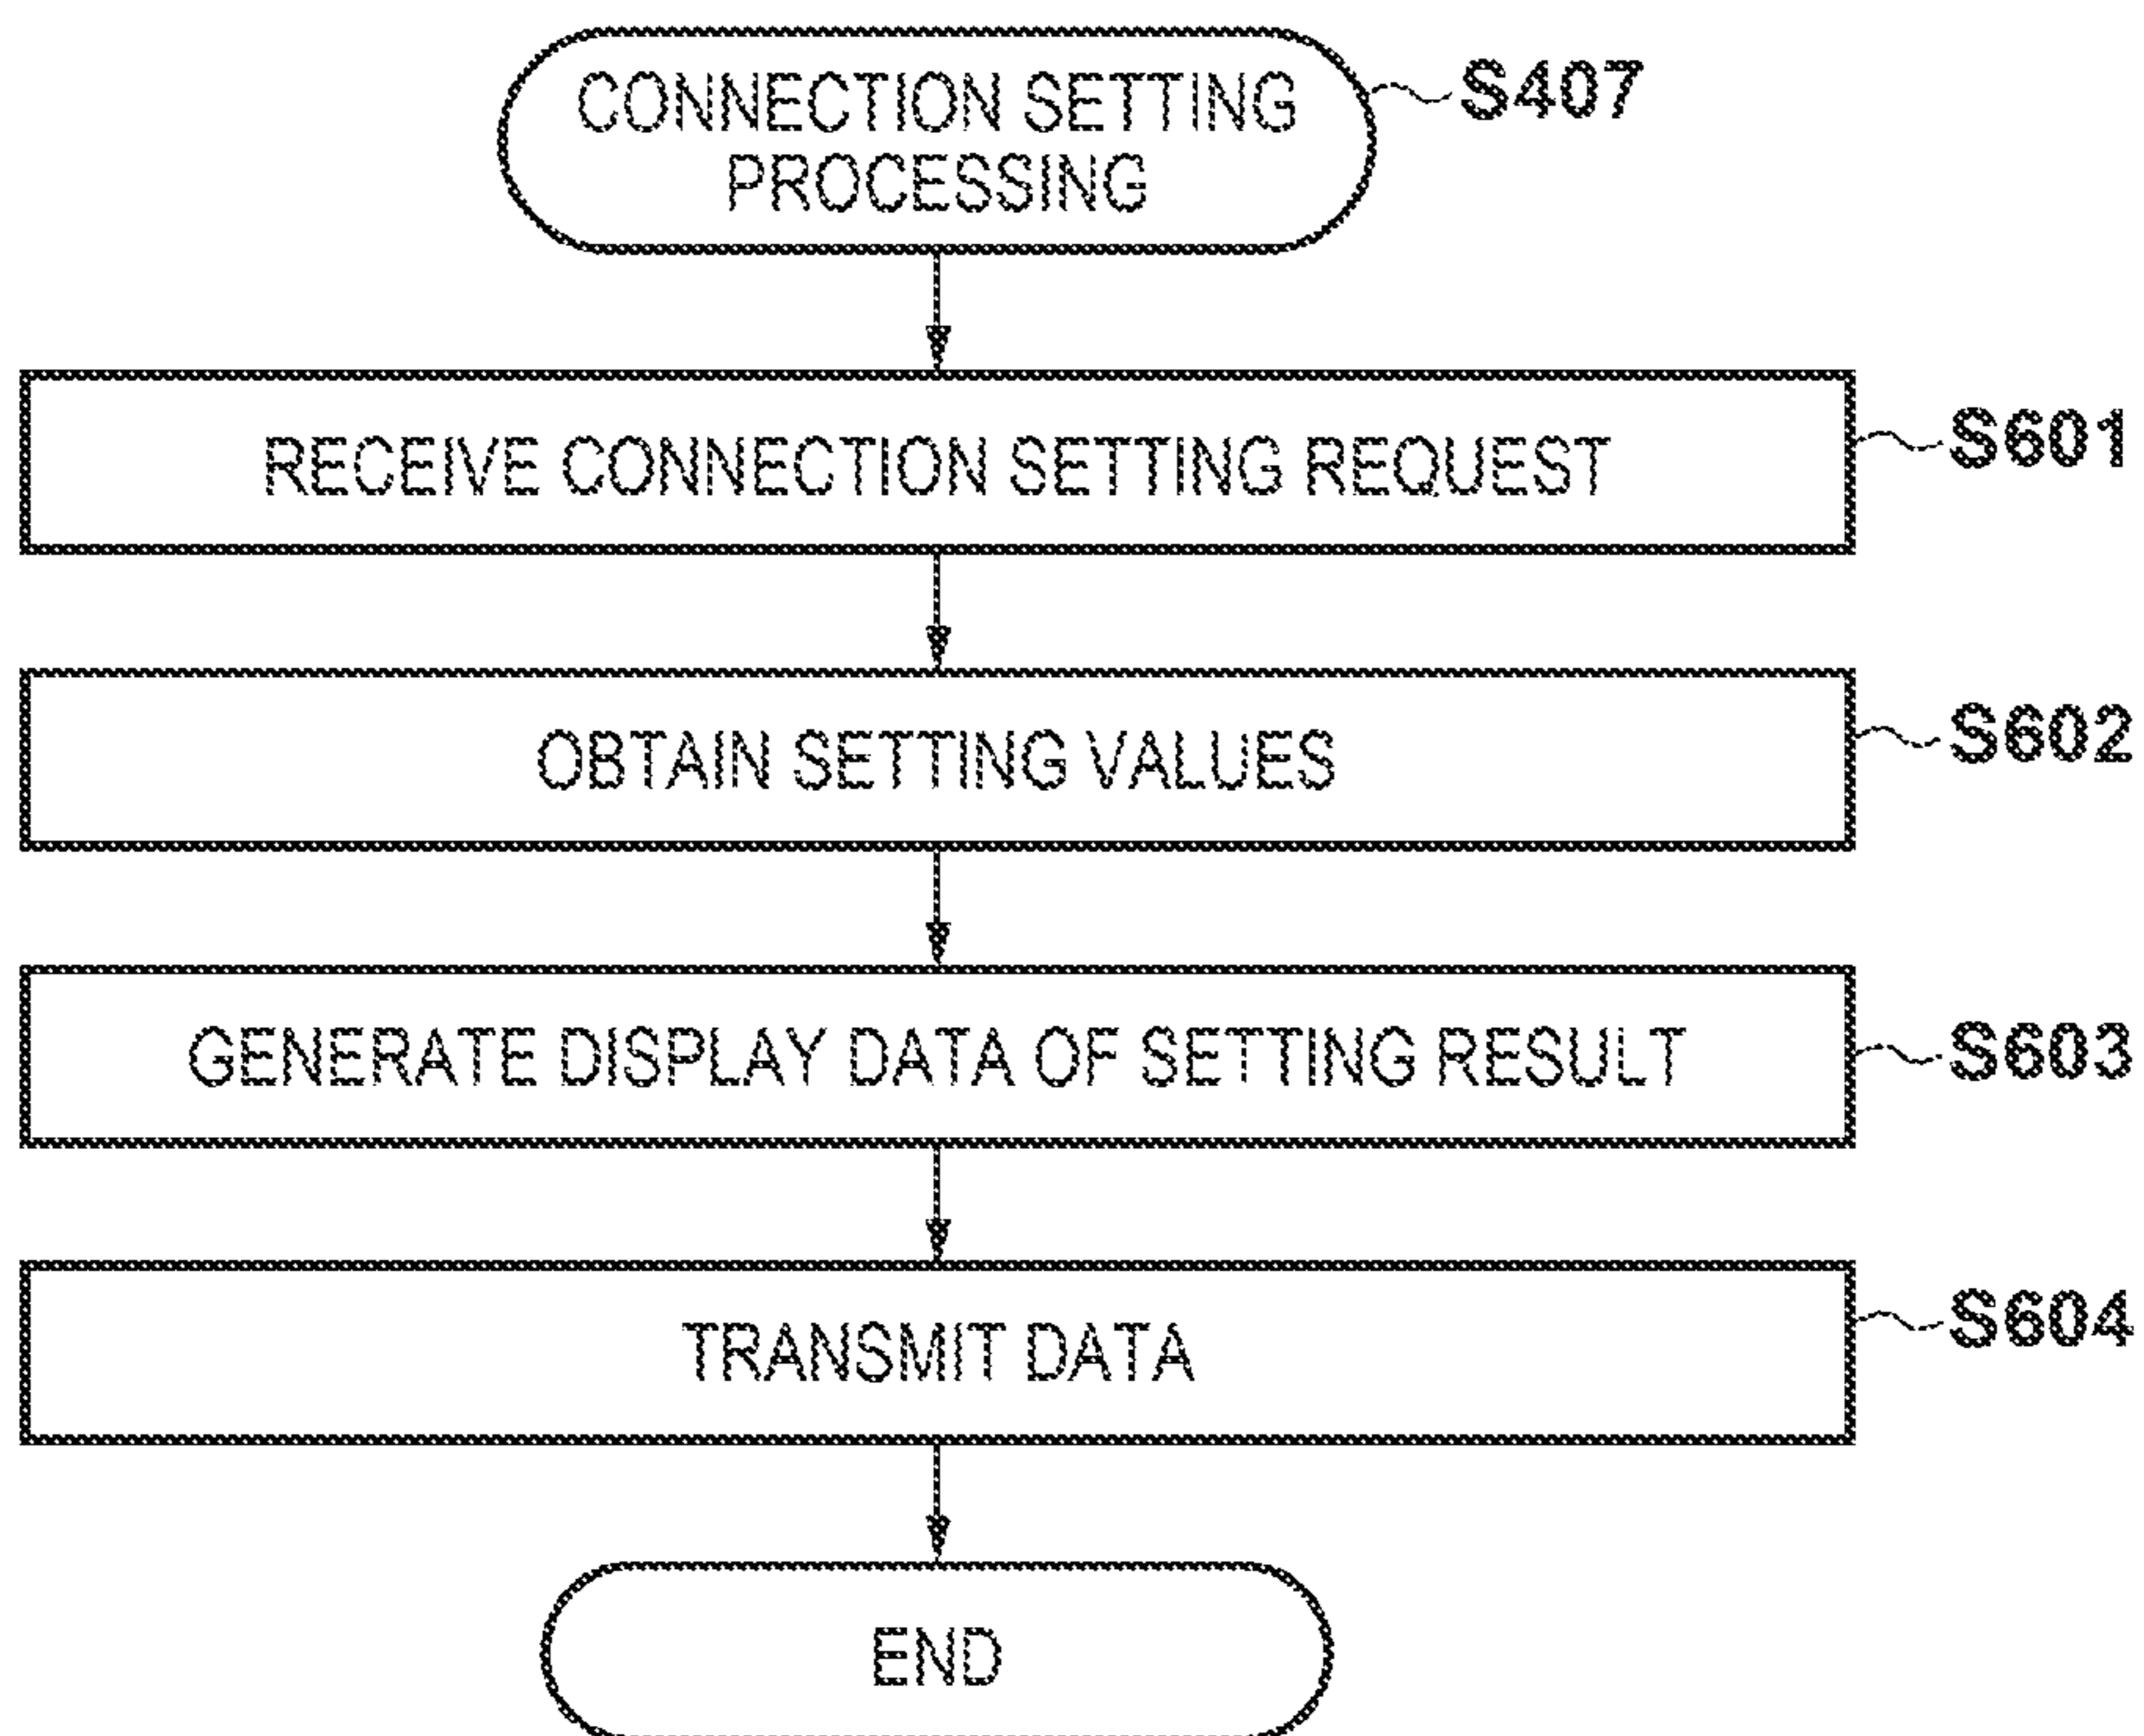 CONNECTION SETTING
PROCESSING
S407
RECEIVE CONNECTION SETTING REQUEST
S601
OBTAIN SETTING VALUES
S602
GENERATE DISPLAY DATA OF SETTING RESULT
S603
TRANSMIT DATA
S604
END